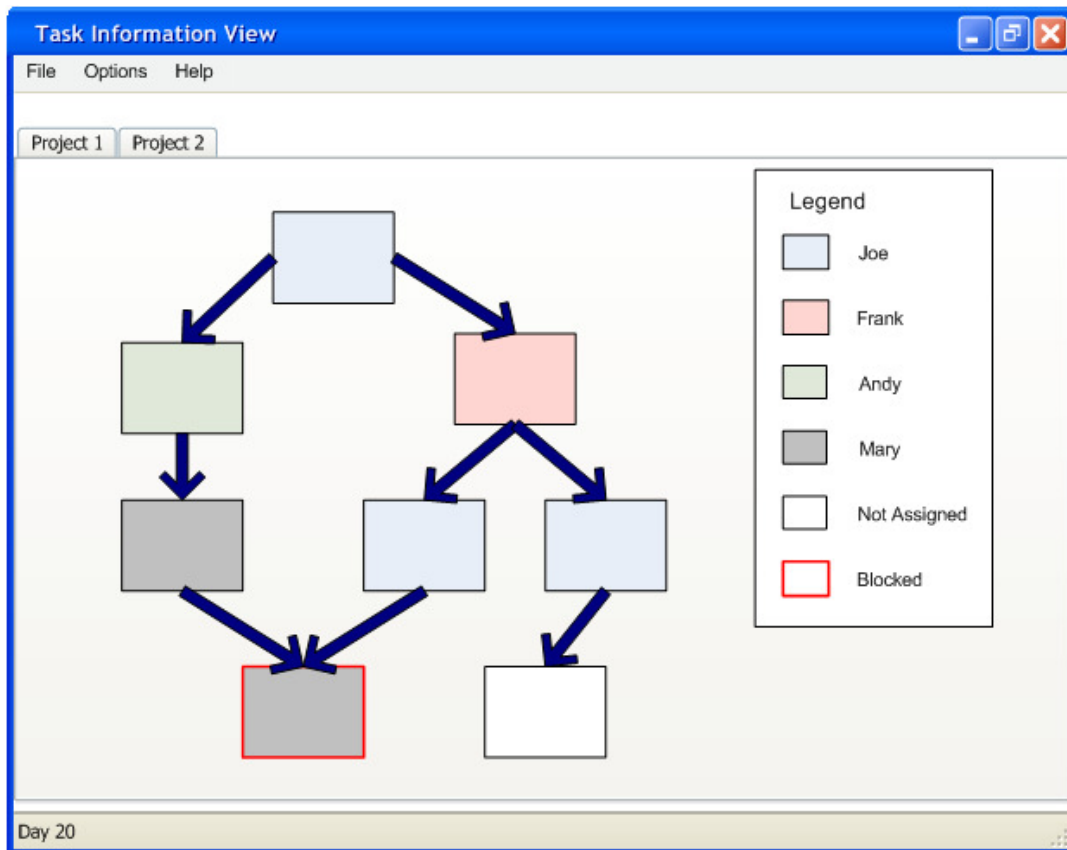 Task Information View
File Options Help
Project 1 Project 2
Legend
Joe
Frank
Andy
Mary
Not Assigned
Blocked
Day 20